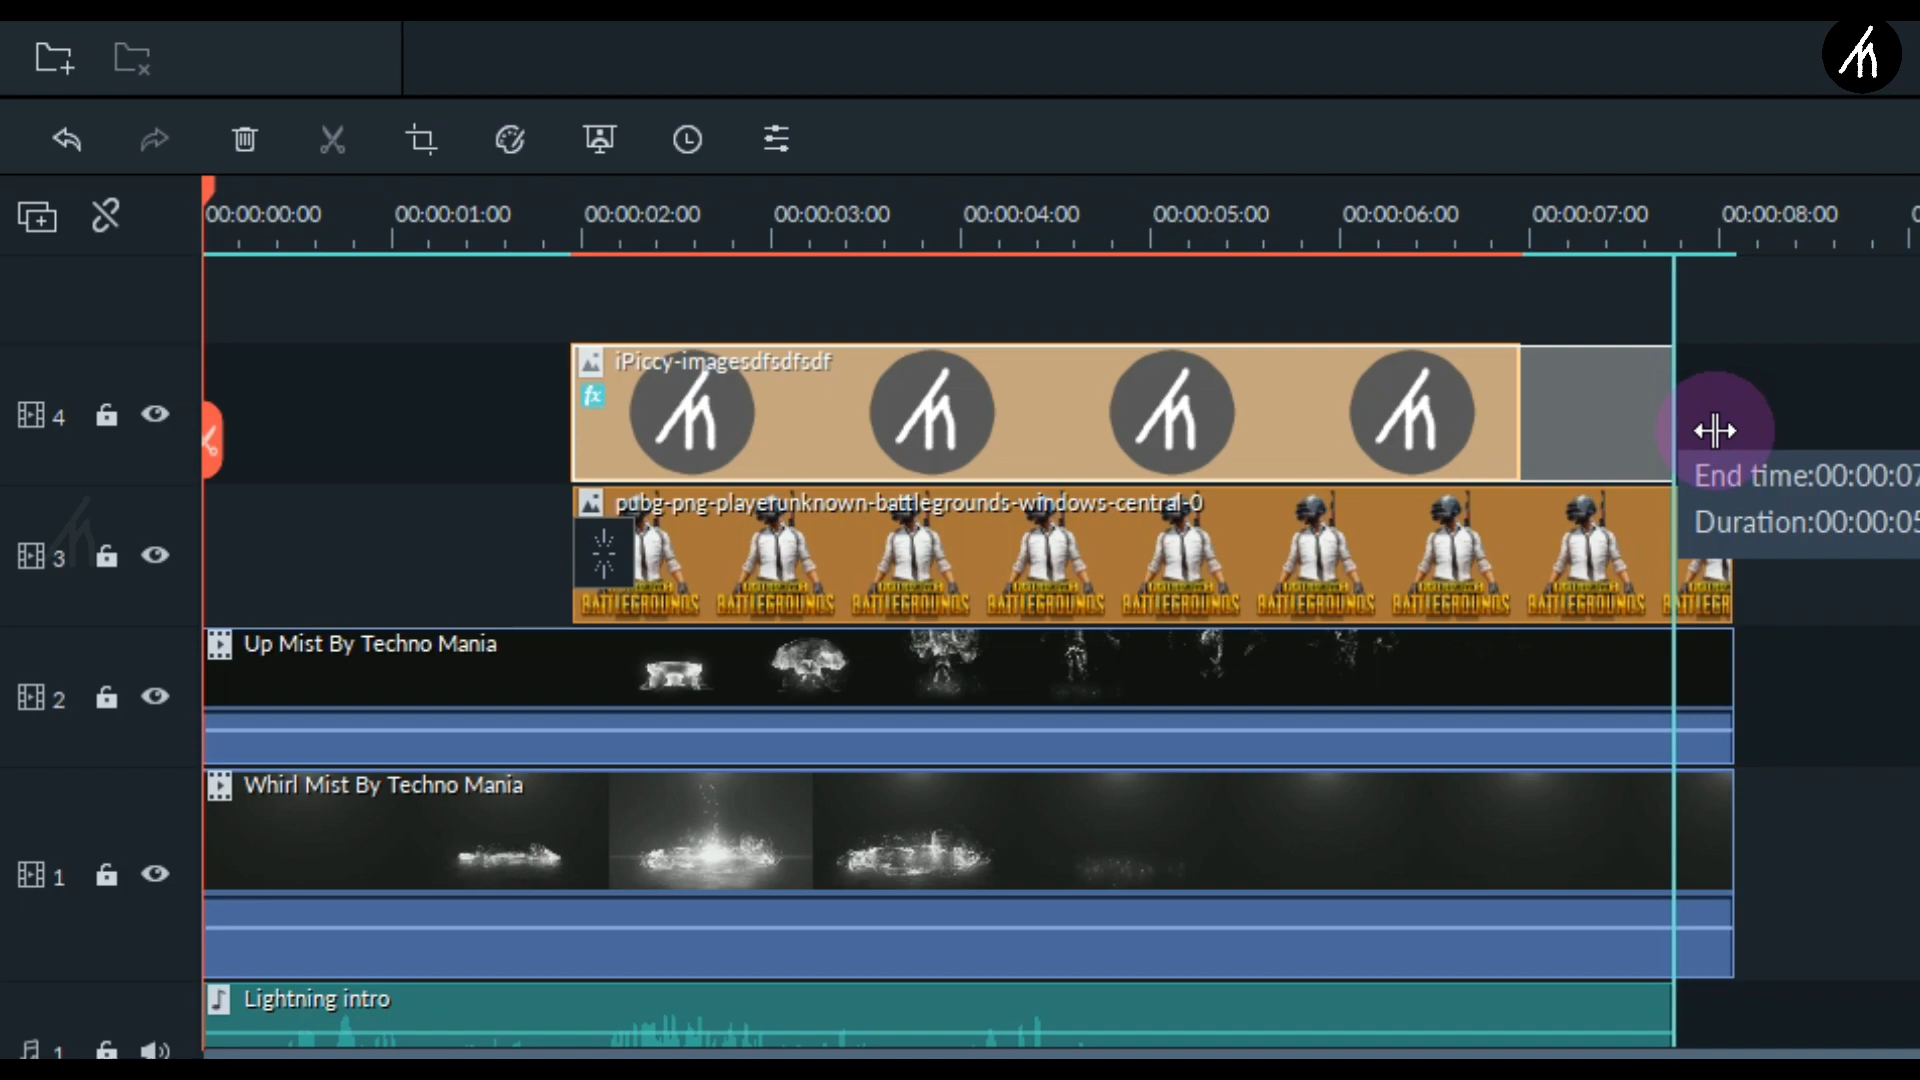 00:00:00:00 00:00:01:00 00:00:02:00 00:00:03:00 00:00:04:00 00:00:05:00 00:00:06:00 00:00:07:00 00:00:08:00
iPiccy-imagesdfsdfsdf
fx
4
End time:00:00:07
Duration:00:00:05
pubg-png-playerunknown-battlegrounds-windows-central-0
3
BATTLEGROUNDS BATTLEGROUNDS BATTLEGROUNDS BATTLEGROUNDS BATTLEGROUNDS BATTLEGROUNDS BATTLEGROUNDS BATTLEGROUNDS BATTLEGR
Up Mist By Techno Mania
2
Whirl Mist By Techno Mania
1
Lightning intro
1